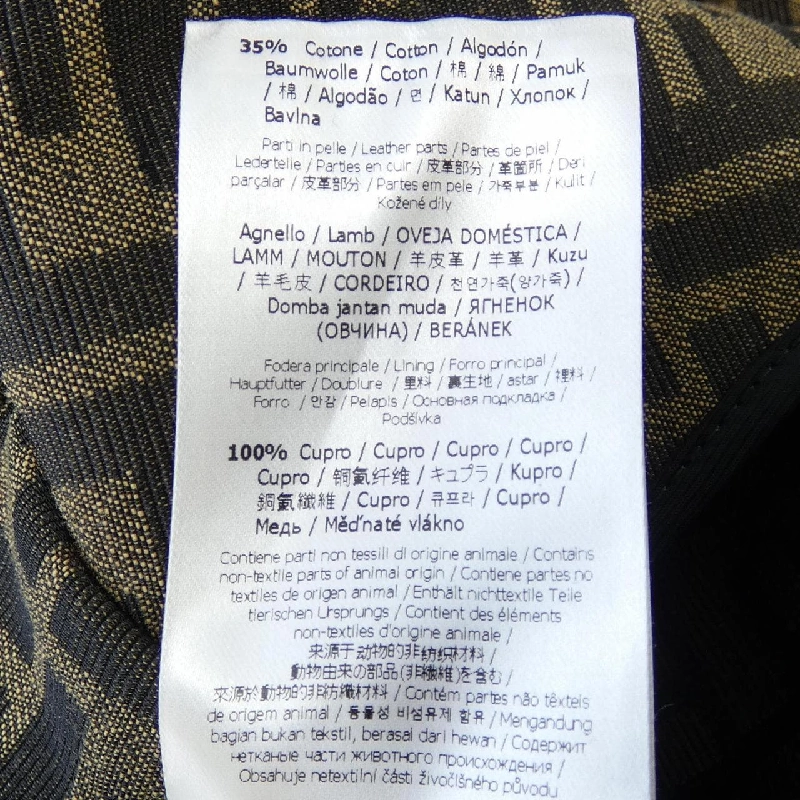 35% Cotone / Cotton / Algodón /
Baumwolle / Coton / 棉 / 綿 / Pamuk
/ 棉 / Algodão / 면 / Katun / Хлопок /
Bavlna
Parti in pelle / Leather parts / Partes de piel /
Lederteile / Parties en cuir / 皮革部分 / 革箇所 / Deri
parçalar / 皮革部分 / Partes em pele / 가죽부분 / Kulit /
Kožené díly
Agnello / Lamb / OVEJA DOMÉSTICA /
LAMM / MOUTON / 羊皮革 / 羊革 / Kuzu
/ 羊毛皮 / CORDEIRO / 천연가죽(양가죽) /
Domba jantan muda / ЯГНЕНОК
(ОВЧИНА) / BERÁNEK
Fodera principale / Lining / Forro principal /
Hauptfutter / Doublure / 里料 / 裏生地 / astar / 裡料 /
Forro / 안감 / Pelapis / Основная подкладка /
Podšívka
100% Cupro / Cupro / Cupro / Cupro /
Cupro / 铜氨纤维 / キュプラ / Kupro /
銅氨纖維 / Cupro / 큐프라 / Cupro /
Медь / Měďnaté vlákno
Contiene parti non tessili di origine animale / Contains
non-textile parts of animal origin / Contiene partes no
textiles de origen animal / Enthält nichttextile Teile
tierischen Ursprungs / Contient des éléments
non-textiles d'origine animale /
来源于动物的非纺织材料 /
動物由来の部品(非繊維)を含む /
來源於動物的非紡織材料 / Contém partes não têxteis
de origem animal / 동물성 비섬유제 함유 / Mengandung
bagian bukan tekstil, berasal dari hewan / Содержит
нетканые части животного происхождения /
Obsahuje netextilní části živočišného původu